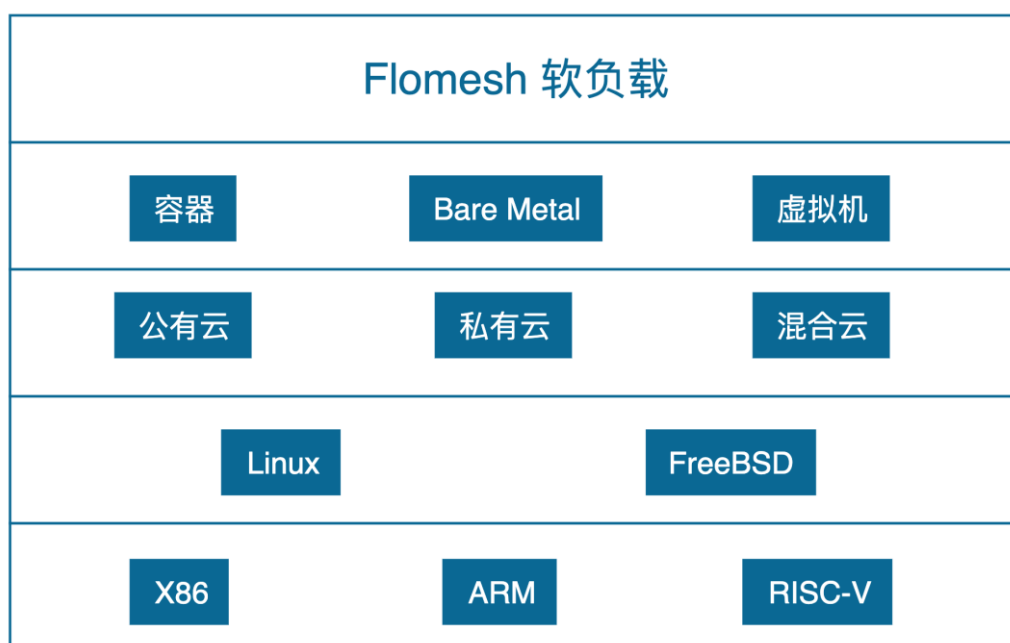 Flomesh 软负载
容器 Bare Metal 虚拟机
公有云 私有云 混合云
Linux FreeBSD
X86 ARM RISC-V